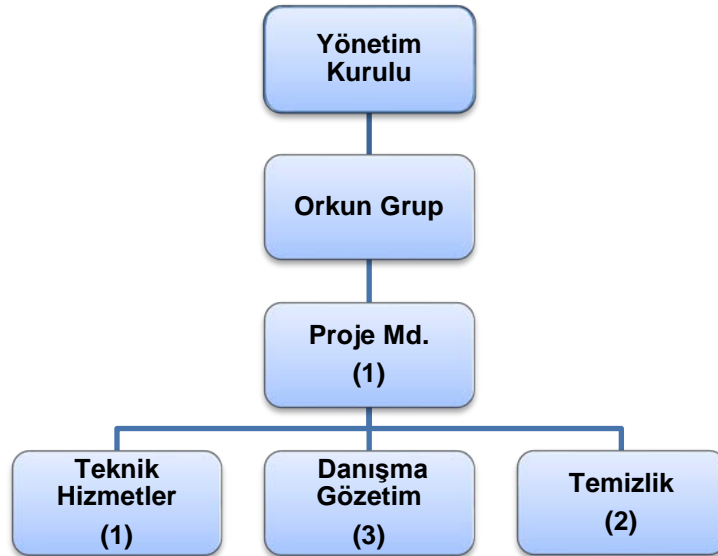 Yönetim
Kurulu
Orkun Grup
Proje Md.
(1)
Teknik
Hizmetler
(1)
Danışma
Gözetim
(3)
Temizlik
(2)